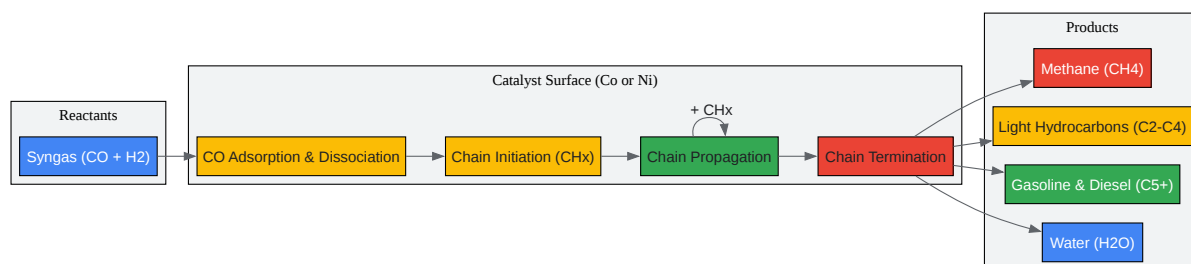 Reactants
Syngas (CO + H2)
Catalyst Surface (Co or Ni)
CO Adsorption & Dissociation
Chain Initiation (CHx)
+ CHx
Chain Propagation
Chain Termination
Products
Methane (CH4)
Light Hydrocarbons (C2-C4)
Gasoline & Diesel (C5+)
Water (H2O)